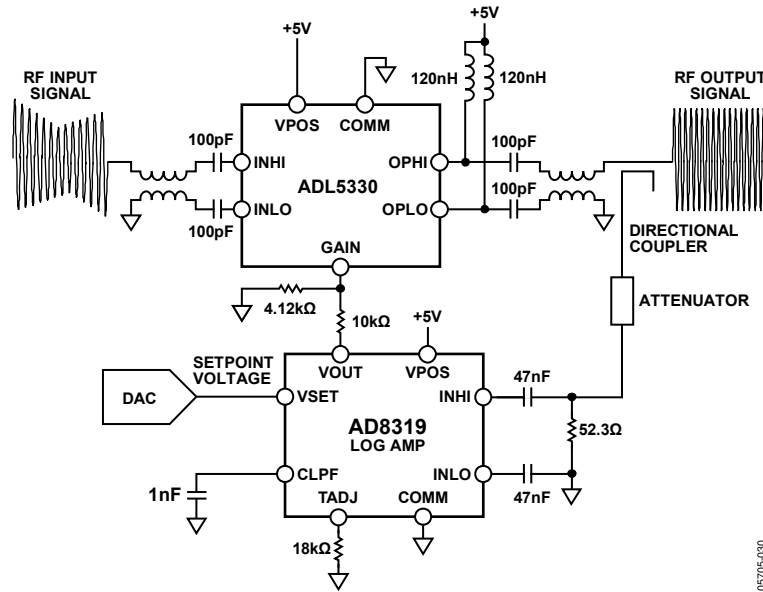 +5V
+5V
RF INPUT
SIGNAL
120nH
120nH
RF OUTPUT
SIGNAL
VPOS
COMM
100pF
INHI
ADL5330
OPHI
100pF
INLO
OPLO
100pF
100pF
GAIN
DIRECTIONAL
COUPLER
4.12kΩ
10kΩ
+5V
ATTENUATOR
SETPOINT
VOLTAGE
VOUT
VPOS
DAC
VSET
INHI
47nF
AD8319
LOG AMP
52.3Ω
CLPF
INLO
1nF
TADJ
COMM
47nF
18kΩ
05705-030